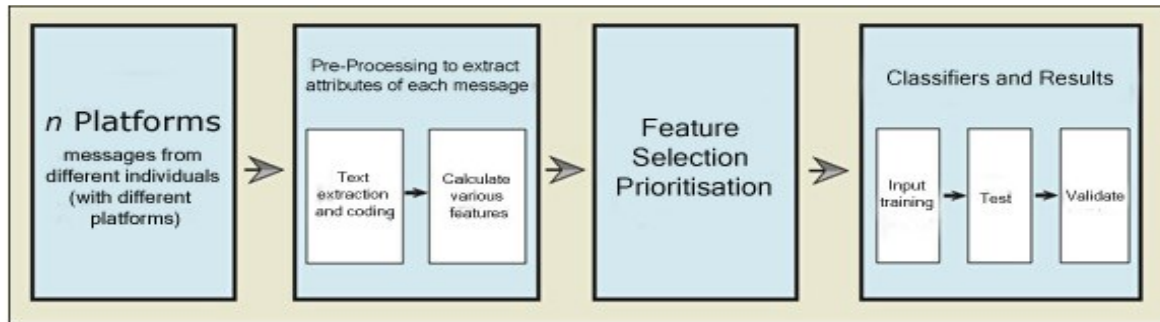 n Platforms
messages from
different individuals
(with different
platforms)
Pre-Processing to extract
attributes of each message
Text
extraction
and coding
Calculate
various
features
Feature
Selection
Prioritisation
Classifiers and Results
Input
training
Test
Validate